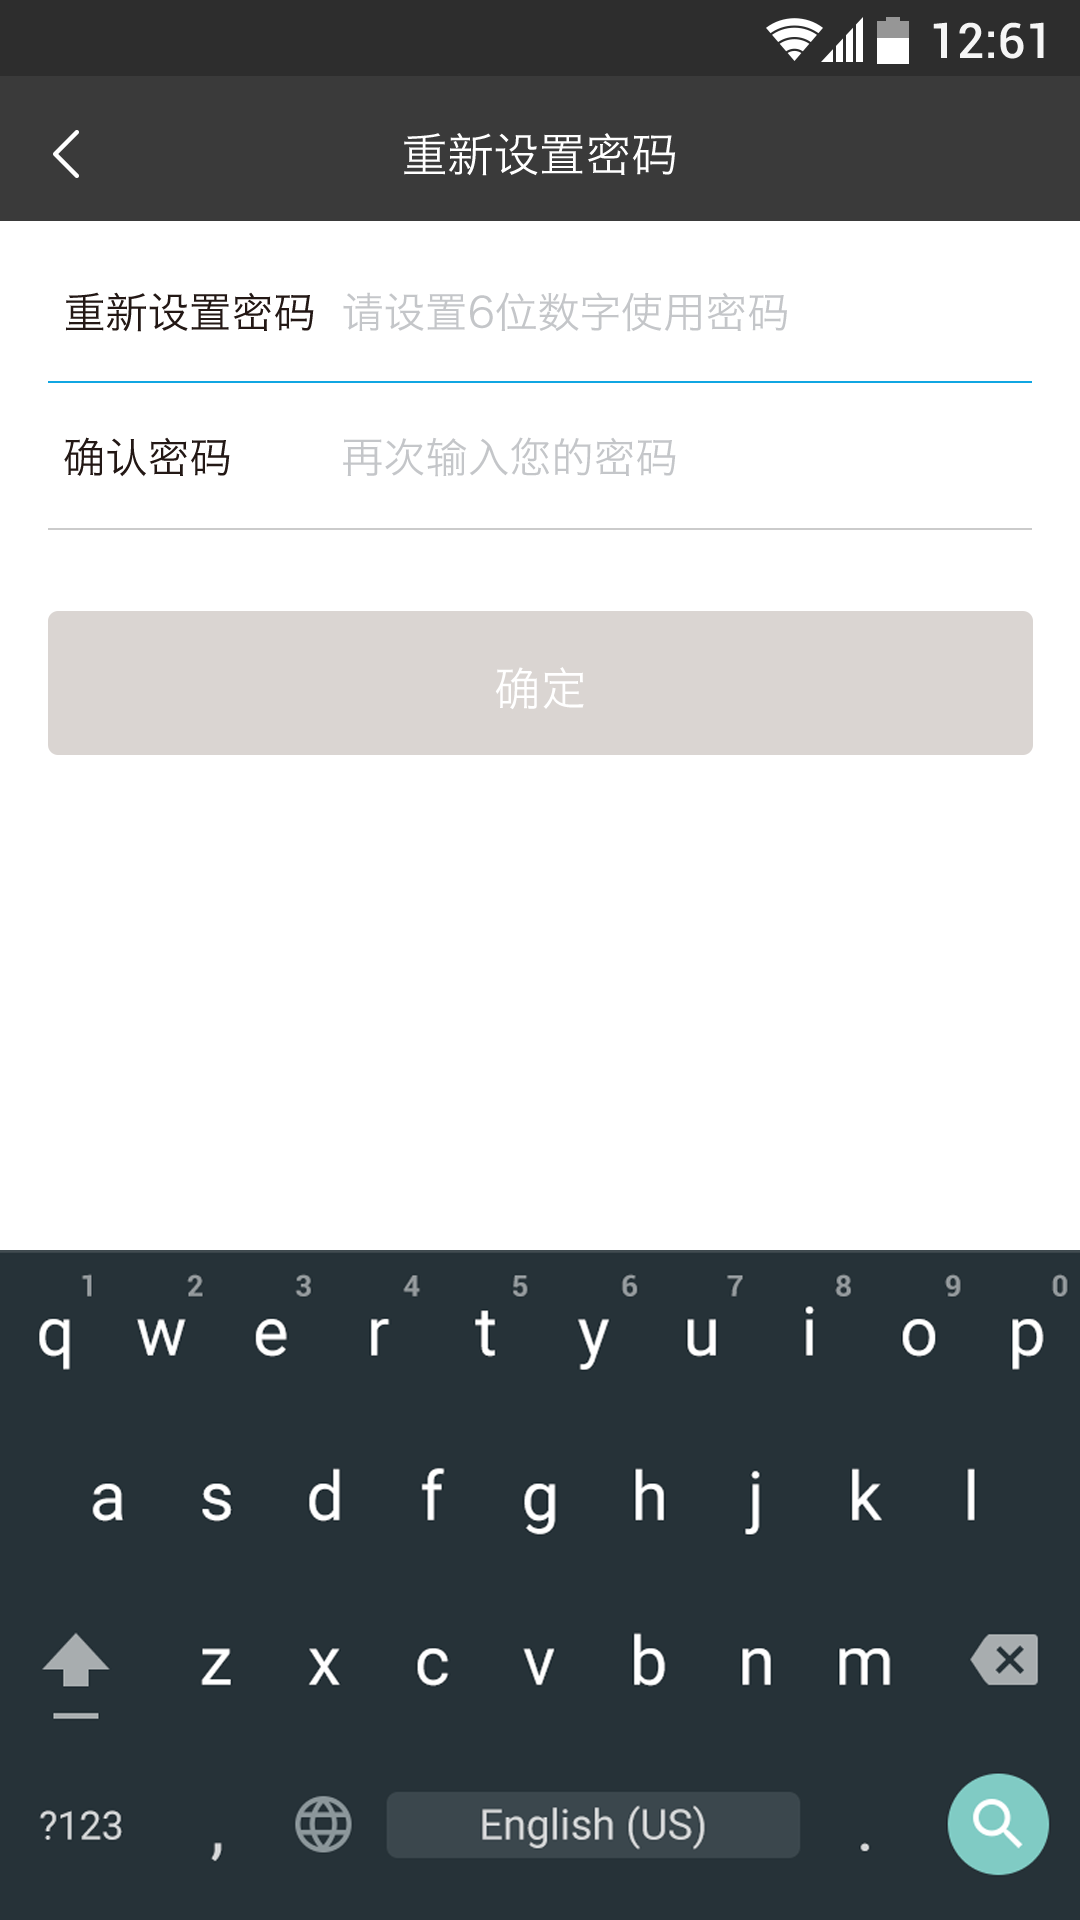 12:61
重新设置密码
重新设置密码 请设置6位数字使用密码
确认密码 再次输入您的密码
确定
1 2 3 4 5 6 7 8 9 0
q w e r t y u i o p
a s d f g h j k l
z x c v b n m
?123 , English (US) .